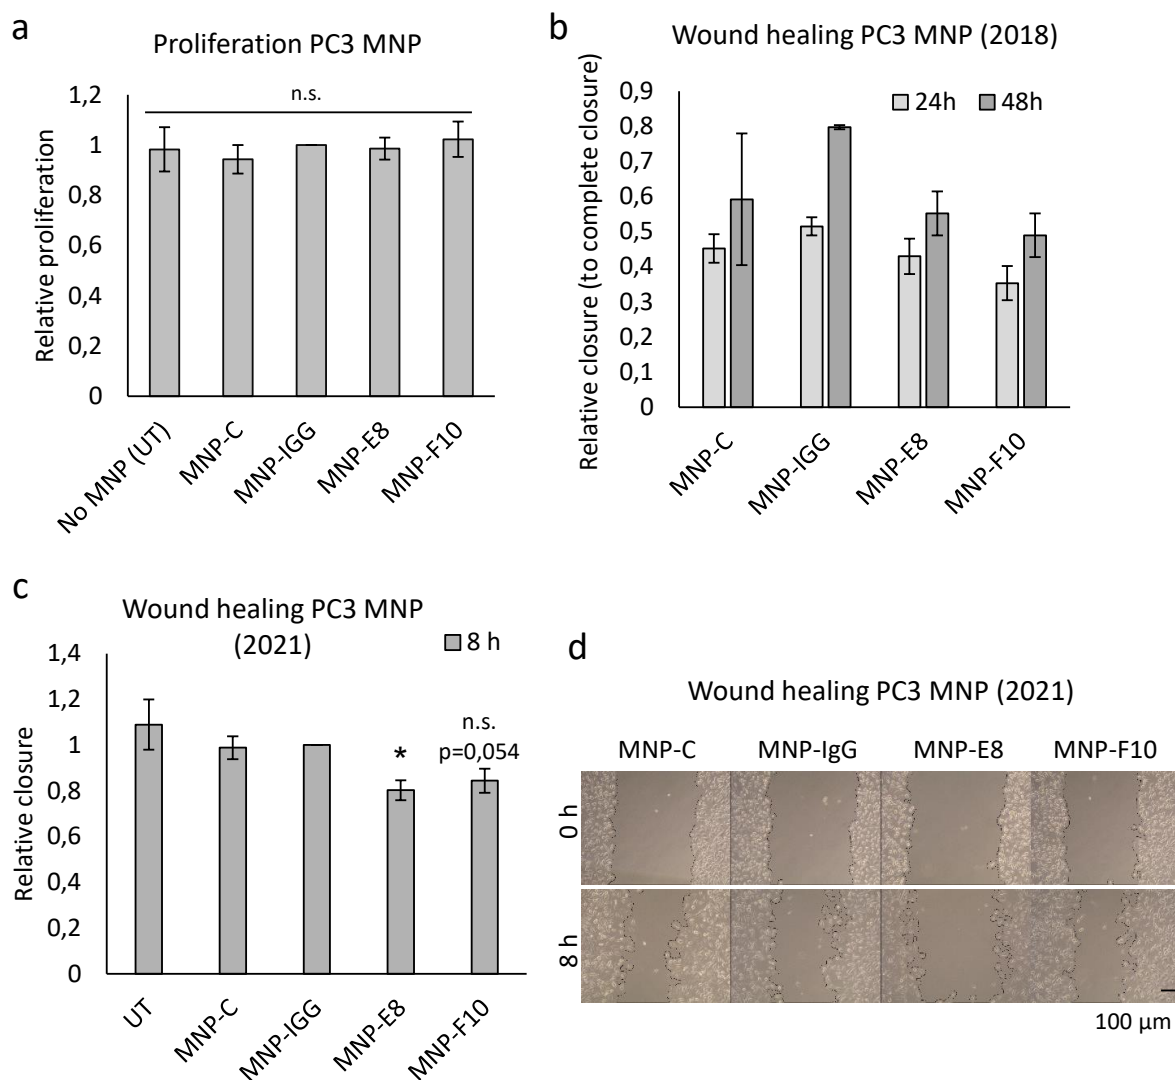 a
Proliferation PC3 MNP
Relative proliferation
1,2
1
0,8
0,6
0,4
0,2
0
n.s.
No MNP (UT)
MNP-C
MNP-IGG
MNP-E8
MNP-F10
b
Wound healing PC3 MNP (2018)
Relative closure (to complete closure)
0,9
0,8
0,7
0,6
0,5
0,4
0,3
0,2
0,1
0
24h
48h
MNP-C
MNP-IGG
MNP-E8
MNP-F10
c
Wound healing PC3 MNP
(2021)
8 h
Relative closure
1,4
1,2
1
0,8
0,6
0,4
0,2
0
*
n.s.
p=0,054
UT
MNP-C
MNP-IGG
MNP-E8
MNP-F10
d
Wound healing PC3 MNP (2021)
MNP-C
MNP-IgG
MNP-E8
MNP-F10
0 h
8 h
100 µm